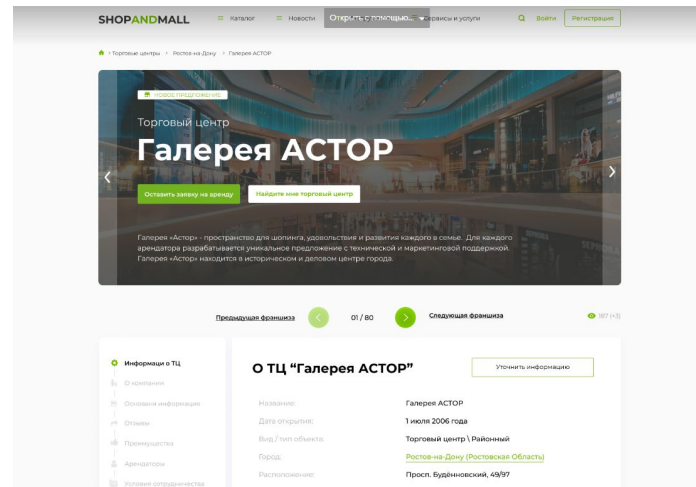 SHOPANDMALL
Каталог
Новости
Открыть с помощью...
Сервисы и услуги
Войти
Регистрация
Торговые центры > Ростов-на-Дону > Галерея АСТОР
НОВОЕ ПРЕДЛОЖЕНИЕ
Торговый центр
Галерея АСТОР
Оставить заявку на аренду
Найдите мне торговый центр
Галерея «Астор» - пространство для шопинга, удовольствия и развития каждого в семье. Для каждого
арендатора разрабатывается уникальное предложение с технической и маркетинговой поддержкой.
Галерея «Астор» находится в историческом и деловом центре города.
Предыдущая франшиза
01 / 80
Следующая франшиза
187 (+3)
Информаци о ТЦ
О компании
Основная информация
Отзывы
Преимущества
Арендаторы
Условия сотрудничества
О ТЦ “Галерея АСТОР”
Уточнить информацию
Название: Галерея АСТОР
Дата открытия: 1 июля 2006 года
Вид / тип объекта: Торговый центр \ Районный
Город: Ростов-на-Дону (Ростовская Область)
Расположение: Просп. Будённовский, 49/97